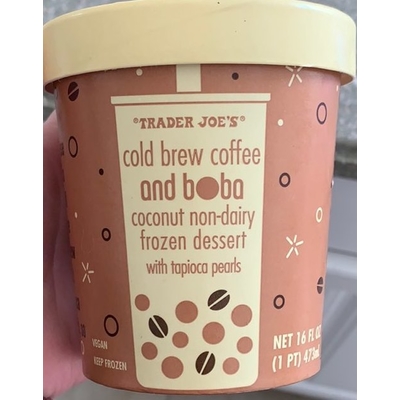 ®TRADER JOE'S®
cold brew coffee
and boba
coconut non-dairy
frozen dessert
with tapioca pearls
VEGAN
KEEP FROZEN
NET 16 FL
(1 PT) 473mL